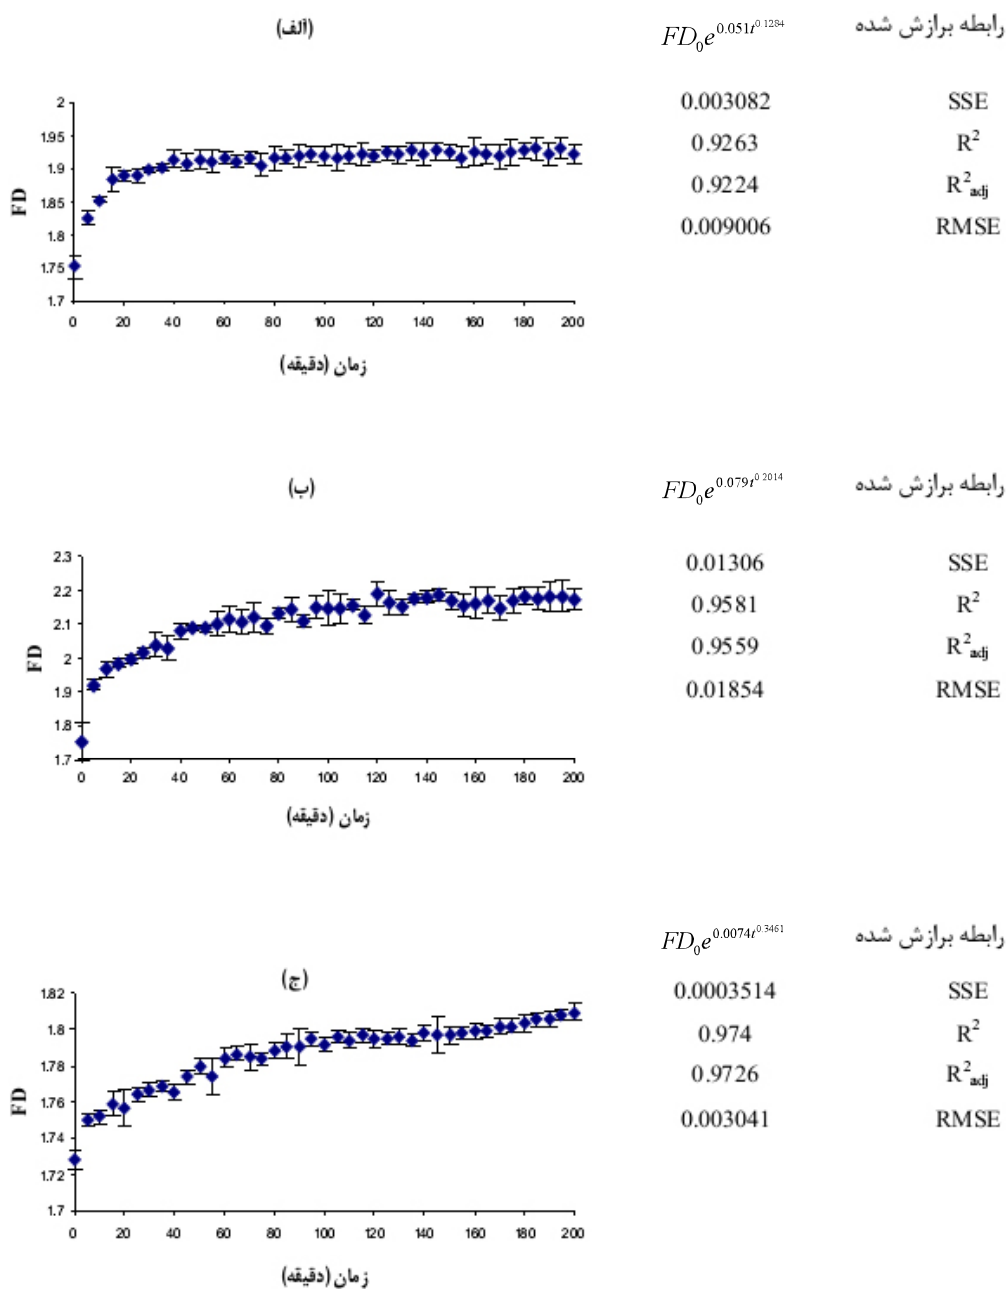 (الف)
رابطه برازش شده FD₀e^0.051t^0.1284
SSE 0.003082
R² 0.9263
R²adj 0.9224
RMSE 0.009006
FD
2
1.95
1.9
1.85
1.8
1.75
1.7
0 20 40 60 80 100 120 140 160 180 200
زمان (دقیقه)
(ب)
رابطه برازش شده FD₀e^0.079t^0.2014
SSE 0.01306
R² 0.9581
R²adj 0.9559
RMSE 0.01854
FD
2.3
2.2
2.1
2
1.9
1.8
1.7
0 20 40 60 80 100 120 140 160 180 200
زمان (دقیقه)
(ج)
رابطه برازش شده FD₀e^0.0074t^0.3461
SSE 0.0003514
R² 0.974
R²adj 0.9726
RMSE 0.003041
FD
1.82
1.8
1.78
1.76
1.74
1.72
1.7
0 20 40 60 80 100 120 140 160 180 200
زمان (دقیقه)